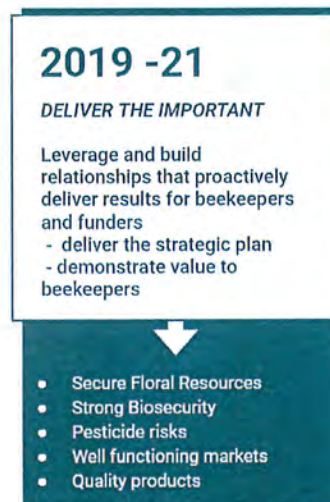 2019 -21
DELIVER THE IMPORTANT
Leverage and build
relationships that proactively
deliver results for beekeepers
and funders
- deliver the strategic plan
- demonstrate value to
beekeepers
• Secure Floral Resources
• Strong Biosecurity
• Pesticide risks
• Well functioning markets
• Quality products